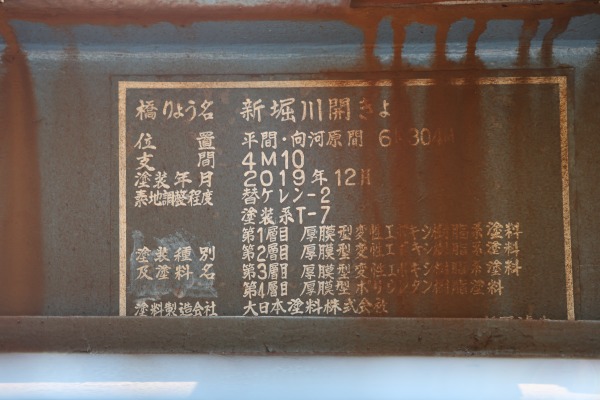 橋りょう名 新堀川開きょ
位置 平間・向河原間 6K304M
支間 4M10
塗装年月 2019年12月
素地調整程度 替ケレン-2
塗装系T-7
第1層目 厚膜型変性エポキシ樹脂系塗料
塗装種別 第2層目 厚膜型変性エポキシ樹脂系塗料
及塗料名 第3層目 厚膜型変性エポキシ樹脂系塗料
第4層目 厚膜型ポリウレタン樹脂塗料
塗料製造会社 大日本塗料株式会社